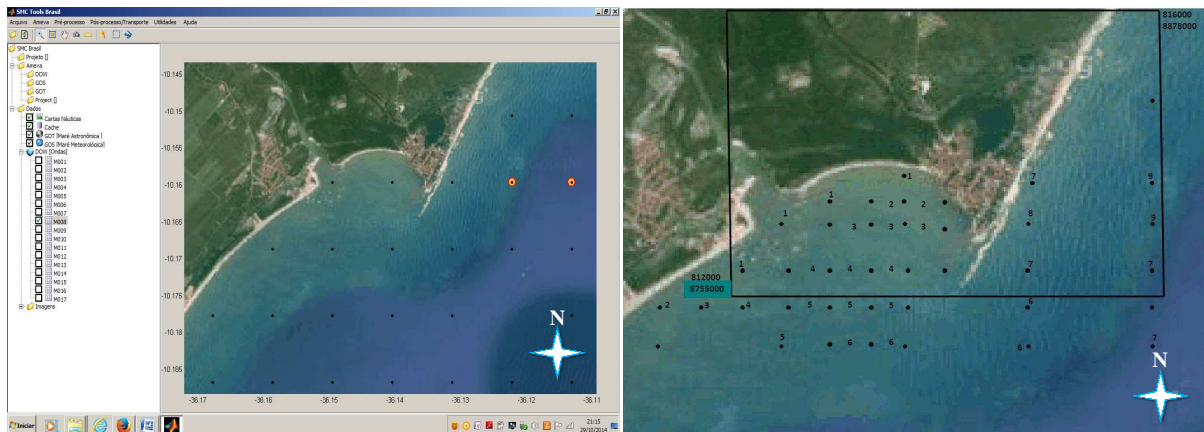 SMC Tools Brasil
Arquivo Ameva Pré-processo Pós-processo/Transporte Utilidades Ajuda
SMC Brasil
Projeto []
Ameva
DOW
GOS
GOT
Project []
Dados
Cartas Náuticas
Cache
GOT [Maré Astronômica ]
GOS [Maré Meteorológica]
DOW [Ondas]
M001
M002
M003
M004
M005
M006
M007
M008
M009
M010
M011
M012
M013
M014
M015
M016
M017
Imagens
-10.145
-10.15
-10.155
-10.16
-10.165
-10.17
-10.175
-10.18
-10.185
-36.17
-36.16
-36.15
-36.14
-36.13
-36.12
-36.11
N
Iniciar
21:15
29/10/2014
816000
8878000
1
7
9
1
2
2
1
3
3
3
8
9
1
4
4
4
7
7
812000
8755000
2
3
4
5
5
5
6
5
6
6
6
7
N